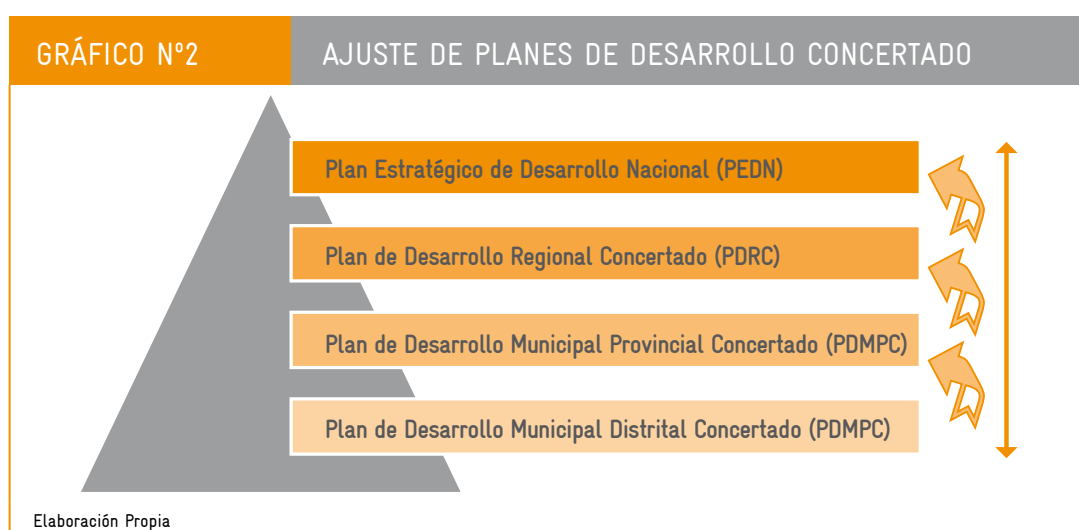 GRÁFICO Nº2
AJUSTE DE PLANES DE DESARROLLO CONCERTADO
Plan Estratégico de Desarrollo Nacional (PEDN)
Plan de Desarrollo Regional Concertado (PDRC)
Plan de Desarrollo Municipal Provincial Concertado (PDMPC)
Plan de Desarrollo Municipal Distrital Concertado (PDMPC)
Elaboración Propia